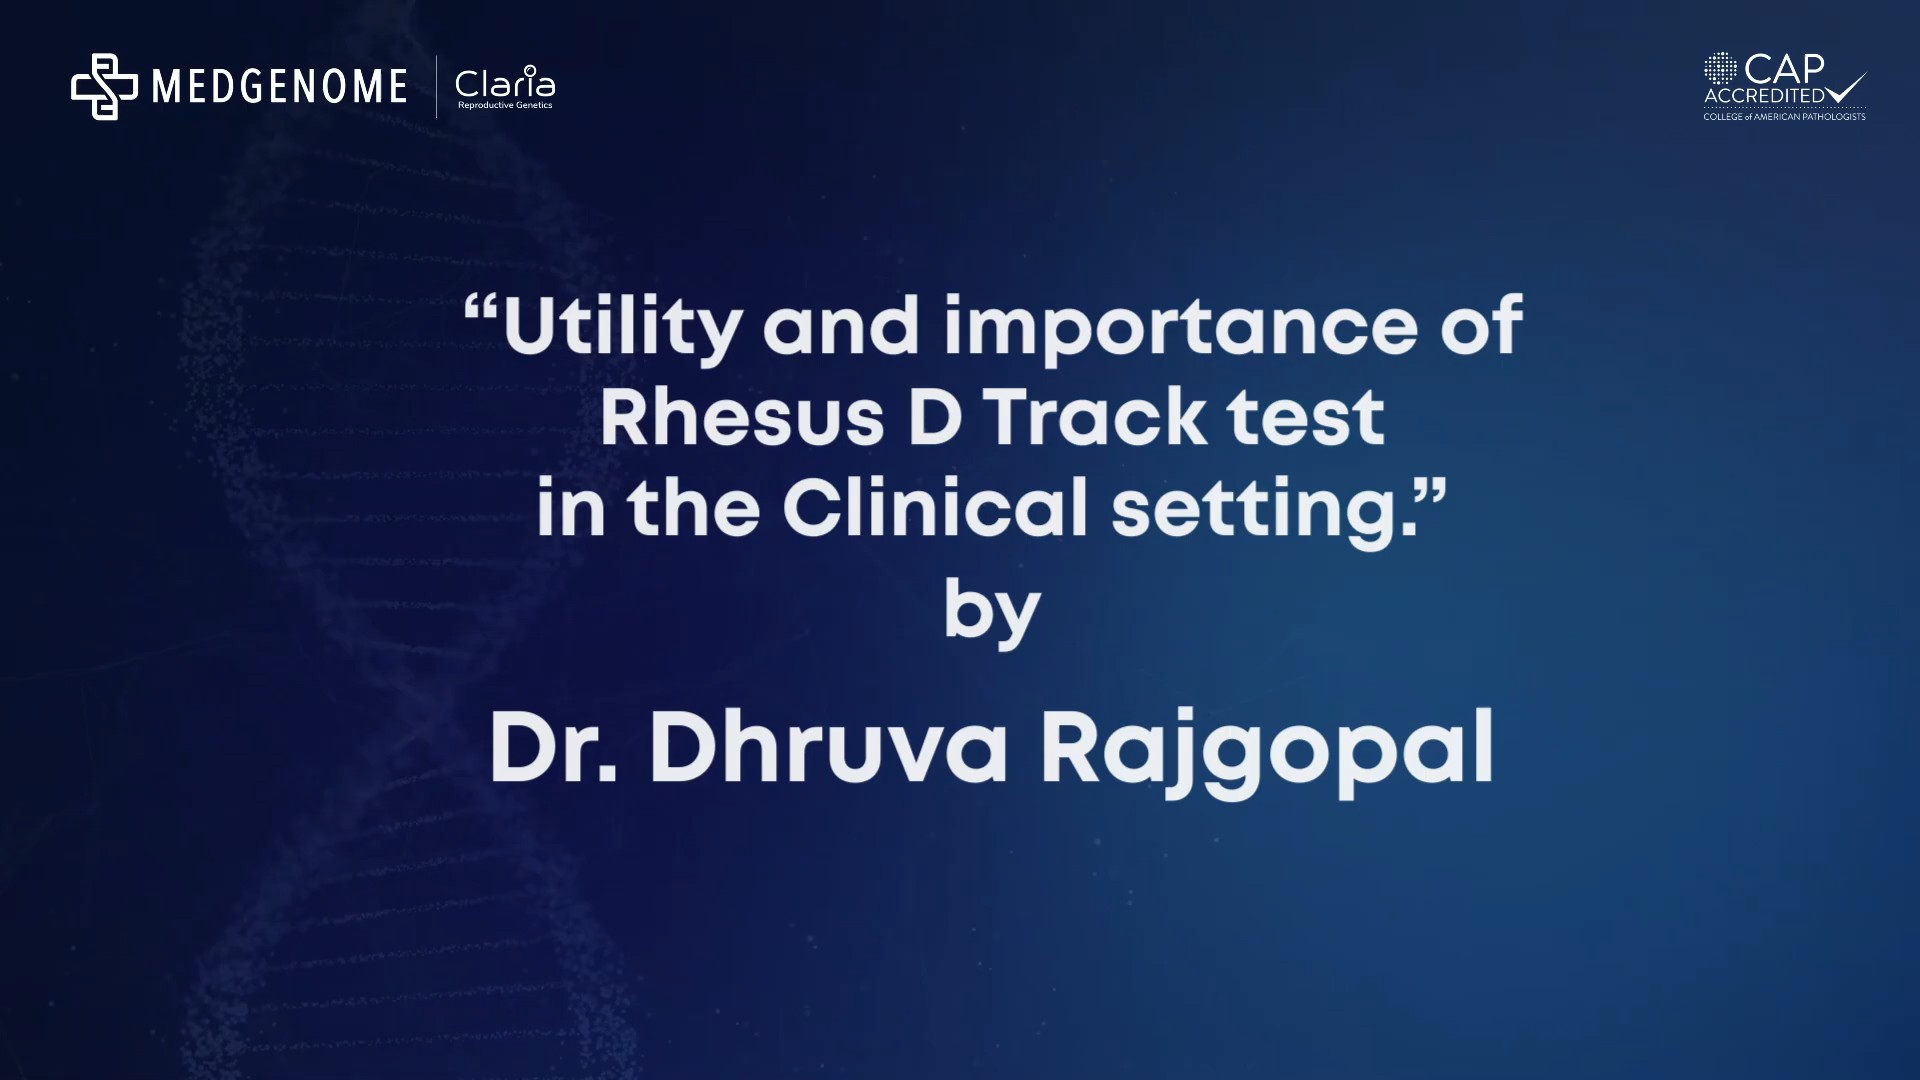 MEDGENOME
Claria
Reproductive Genetics
CAP
ACCREDITED
COLLEGE of AMERICAN PATHOLOGISTS
“Utility and importance of
Rhesus D Track test
in the Clinical setting.”
by
Dr. Dhruva Rajgopal